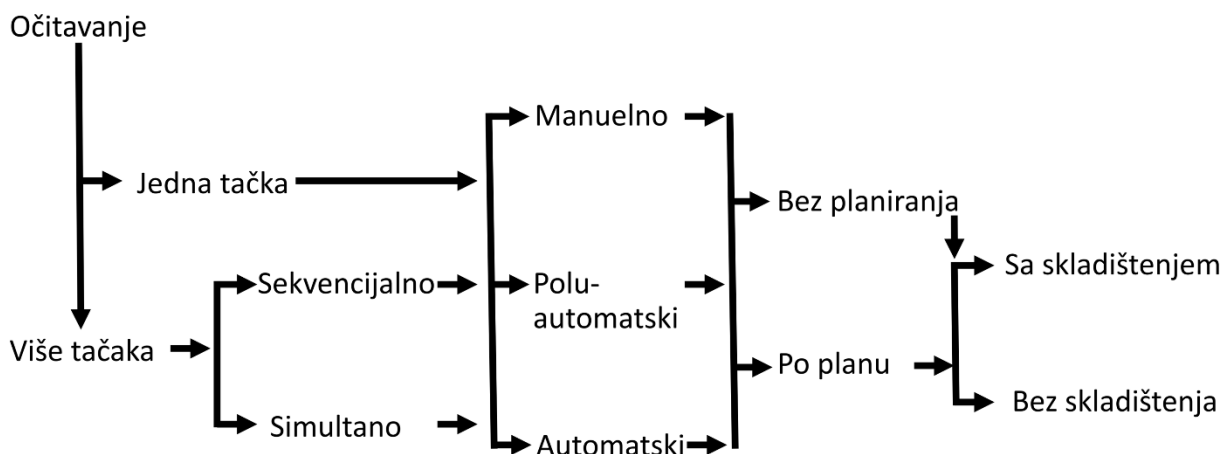 Očitavanje
Manuelno
Jedna tačka
Bez planiranja
Sa skladištenjem
Sekvencijalno
Polu-
automatski
Više tačaka
Po planu
Bez skladištenja
Simultano
Automatski